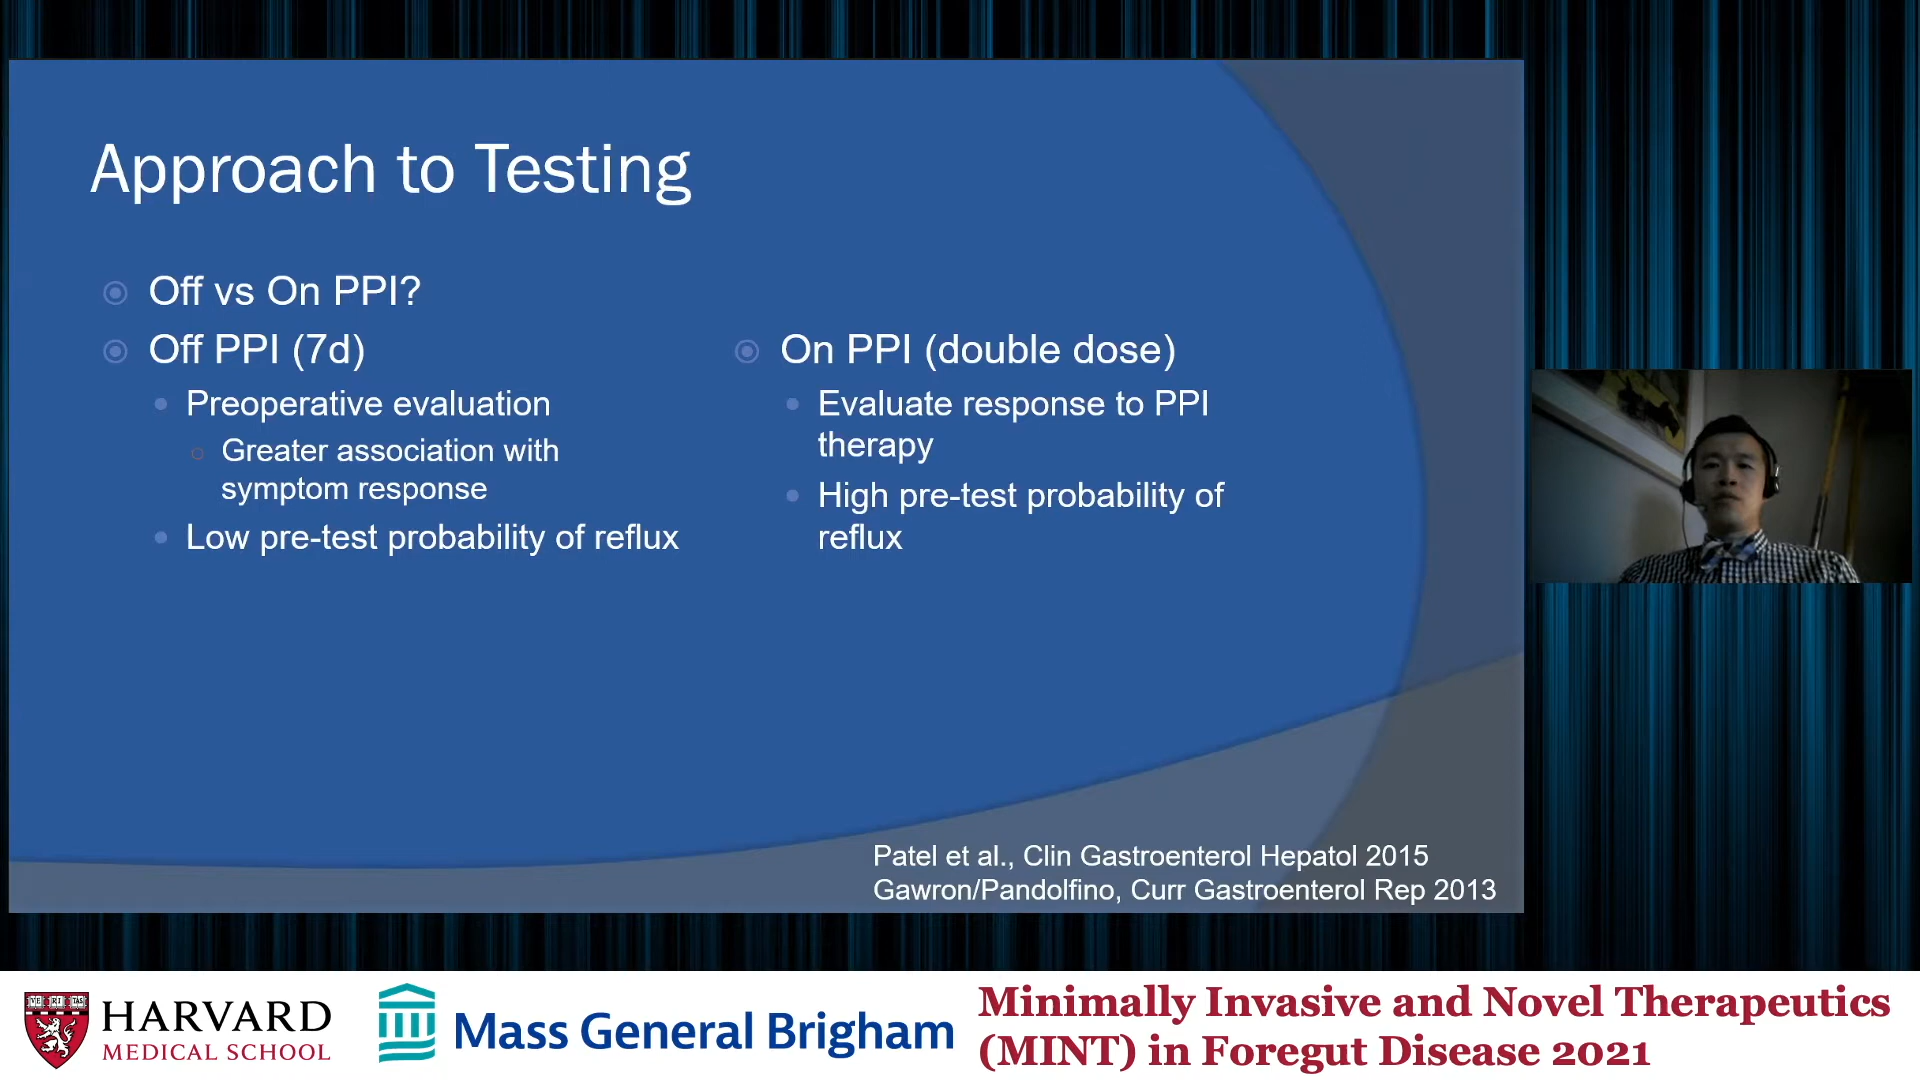 Approach to Testing
Off vs On PPI?
Off PPI (7d)
Preoperative evaluation
Greater association with
symptom response
Low pre-test probability of reflux
On PPI (double dose)
Evaluate response to PPI
therapy
High pre-test probability of
reflux
Patel et al., Clin Gastroenterol Hepatol 2015
Gawron/Pandolfino, Curr Gastroenterol Rep 2013
VE RI TAS
HARVARD
MEDICAL SCHOOL
Mass General Brigham
Minimally Invasive and Novel Therapeutics
(MINT) in Foregut Disease 2021